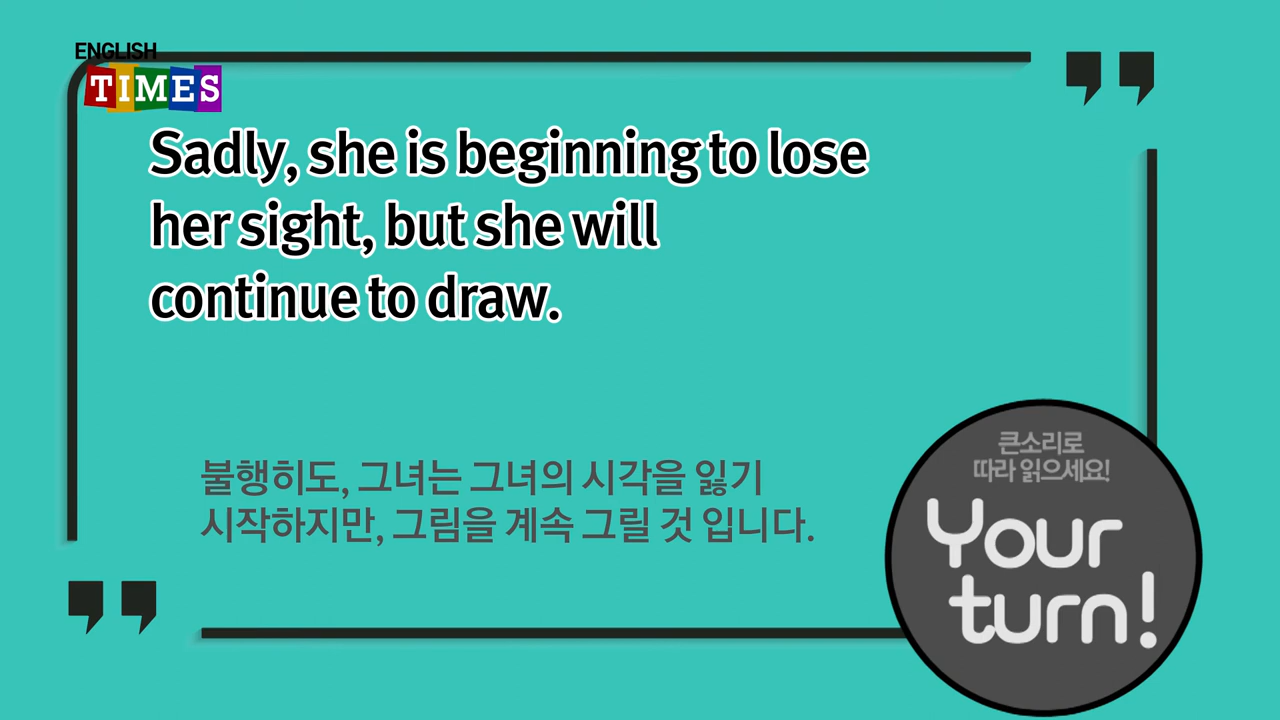 ENGLISH
TIMES
Sadly, she is beginning to lose
her sight, but she will
continue to draw.
불행히도, 그녀는 그녀의 시각을 잃기
시작하지만, 그림을 계속 그릴 것 입니다.
큰소리로
따라 읽으세요!
Your
turn!